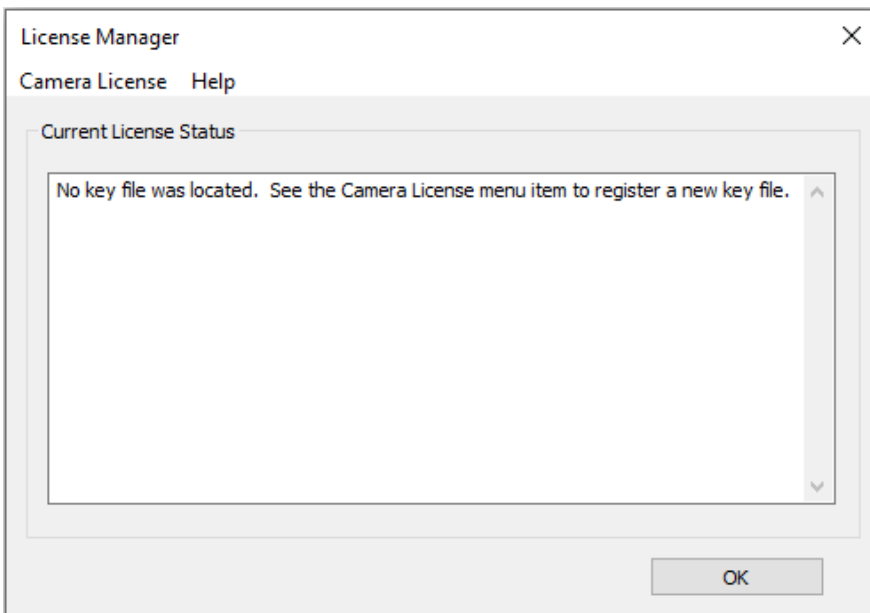 License Manager
Camera License Help
Current License Status
No key file was located.  See the Camera License menu item to register a new key file.
OK